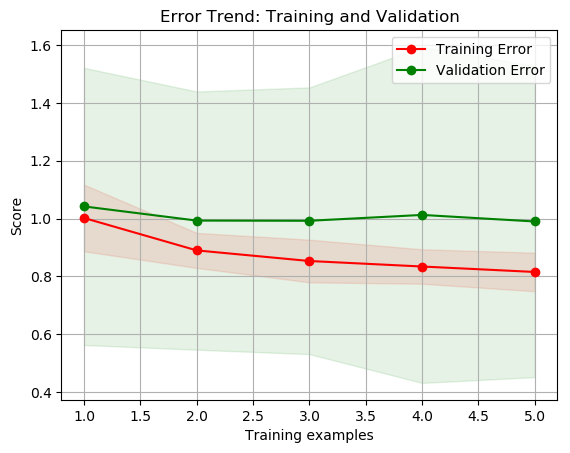 Error Trend: Training and Validation
Training Error
Validation Error
Score
1.6
1.4
1.2
1.0
0.8
0.6
0.4
1.0 1.5 2.0 2.5 3.0 3.5 4.0 4.5 5.0
Training examples